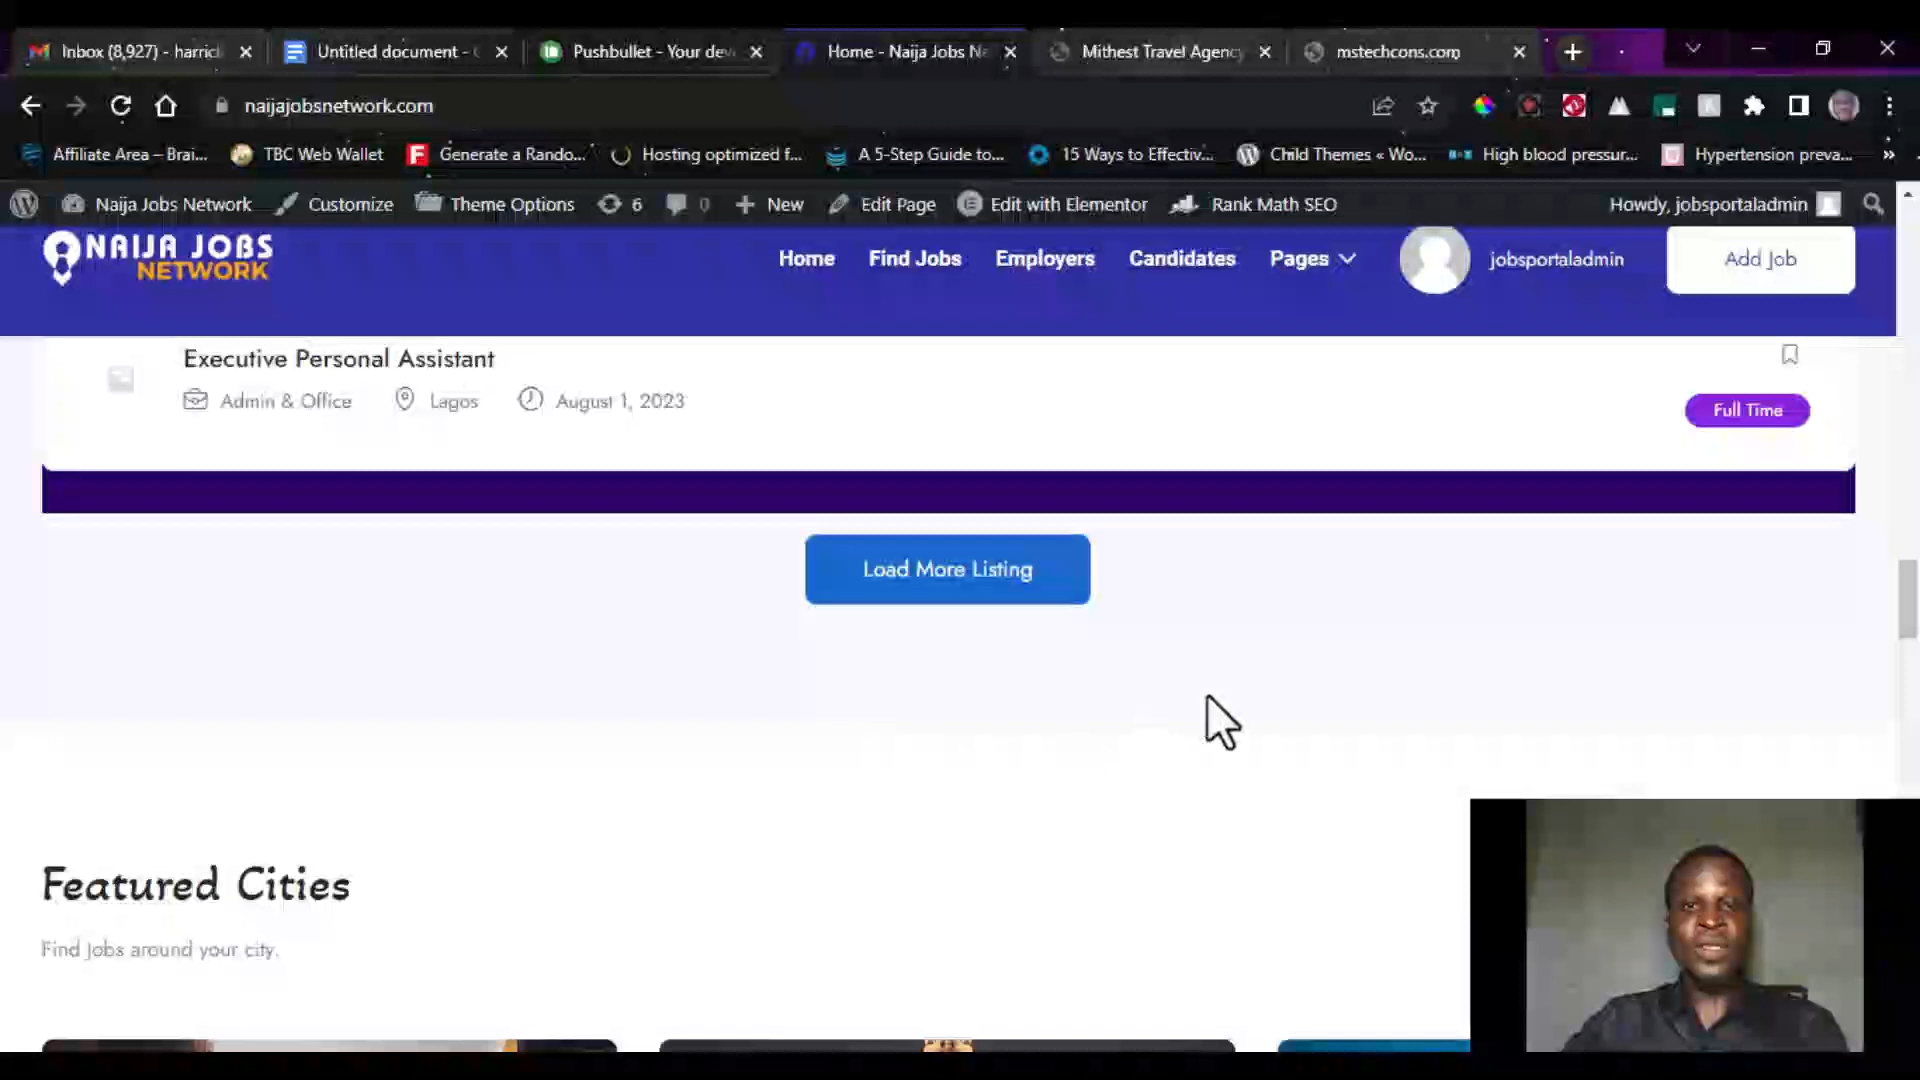 Inbox (8,927) - harric
Untitled document -
Pushbullet - Your dev
Home - Naija Jobs Ne
Mithest Travel Agency
mstechcons.com
naijajobsnetwork.com
Affiliate Area – Brai...
TBC Web Wallet
Generate a Rando...
Hosting optimized f...
A 5-Step Guide to...
15 Ways to Effectiv...
Child Themes « Wo...
High blood pressur...
Hypertension preva...
Naija Jobs Network
Customize
Theme Options
6
0
New
Edit Page
Edit with Elementor
Rank Math SEO
Howdy, jobsportaladmin
NAIJA JOBS
NETWORK
Home
Find Jobs
Employers
Candidates
Pages
jobsportaladmin
Add Job
Executive Personal Assistant
Admin & Office
Lagos
August 1, 2023
Full Time
Load More Listing
Featured Cities
Find Jobs around your city.